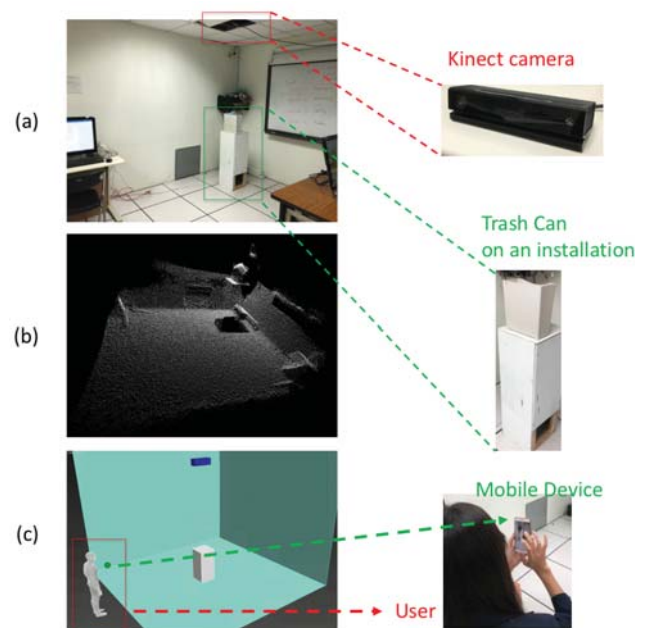 Kinect camera
(a)
Trash Can
on an installation
(b)
Mobile Device
(c)
User